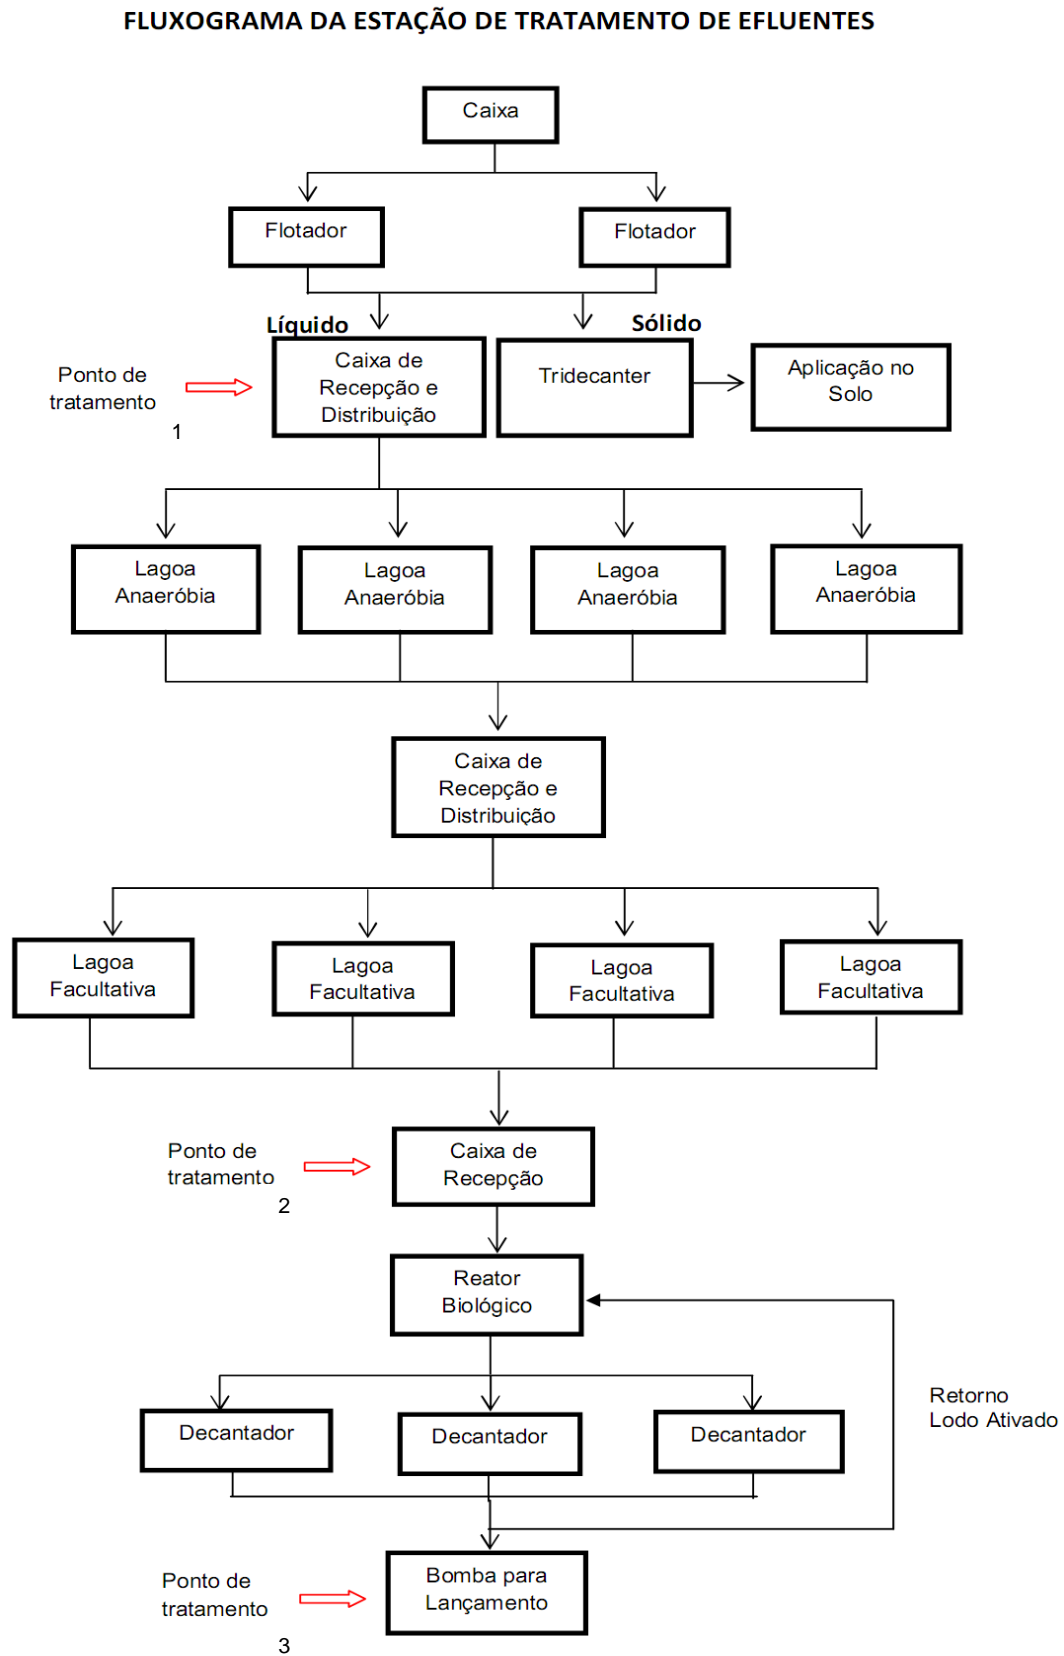 FLUXOGRAMA DA ESTAÇÃO DE TRATAMENTO DE EFLUENTES
Caixa
Flotador
Flotador
Líquido
Sólido
Ponto de
tratamento
1
Caixa de
Recepção e
Distribuição
Tridecanter
Aplicação no
Solo
Lagoa
Anaeróbia
Lagoa
Anaeróbia
Lagoa
Anaeróbia
Lagoa
Anaeróbia
Caixa de
Recepção e
Distribuição
Lagoa
Facultativa
Lagoa
Facultativa
Lagoa
Facultativa
Lagoa
Facultativa
Ponto de
tratamento
2
Caixa de
Recepção
Reator
Biológico
Retorno
Lodo Ativado
Decantador
Decantador
Decantador
Ponto de
tratamento
3
Bomba para
Lançamento